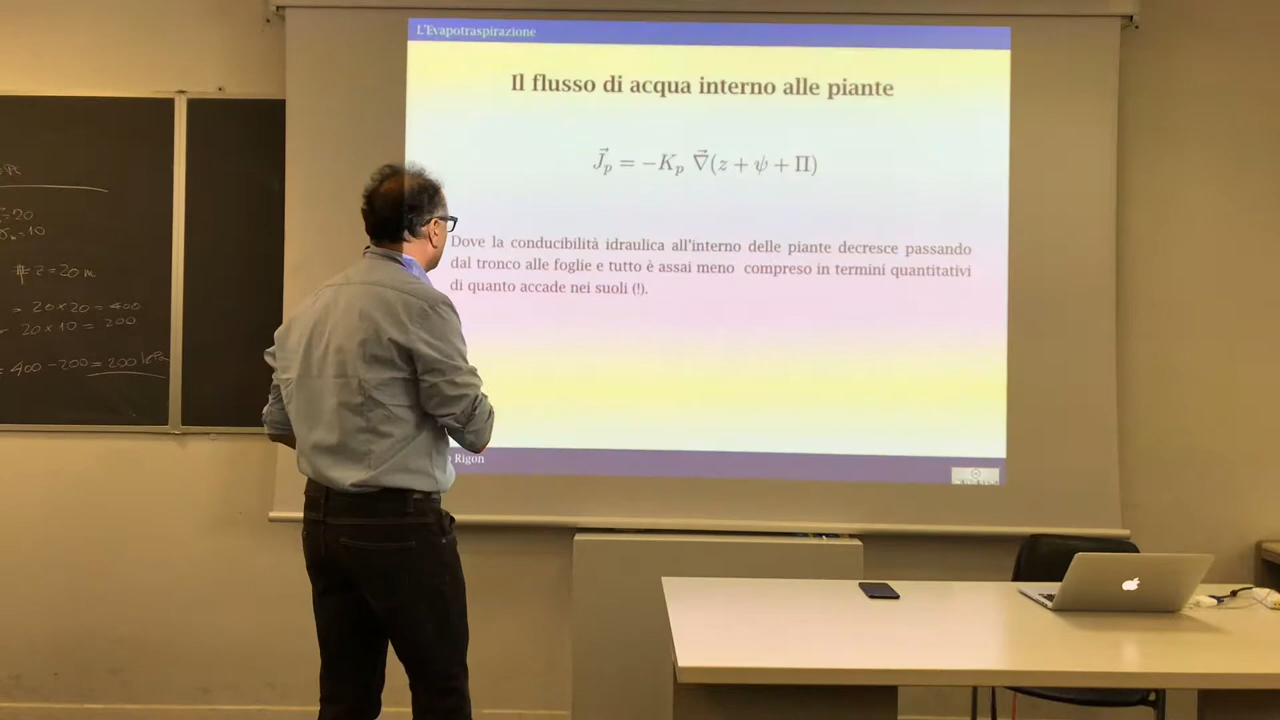 L'Evapotraspirazione
Il flusso di acqua interno alle piante
J⃗p = −Kp ∇⃗(z + ψ + Π)
Dove la conducibilità idraulica all'interno delle piante decresce passando
dal tronco alle foglie e tutto è assai meno compreso in termini quantitativi
di quanto accade nei suoli (!).
Rigon
=20
=10
z=20 m
= 20×20=400
20×10=200
=400-200=200 kPa